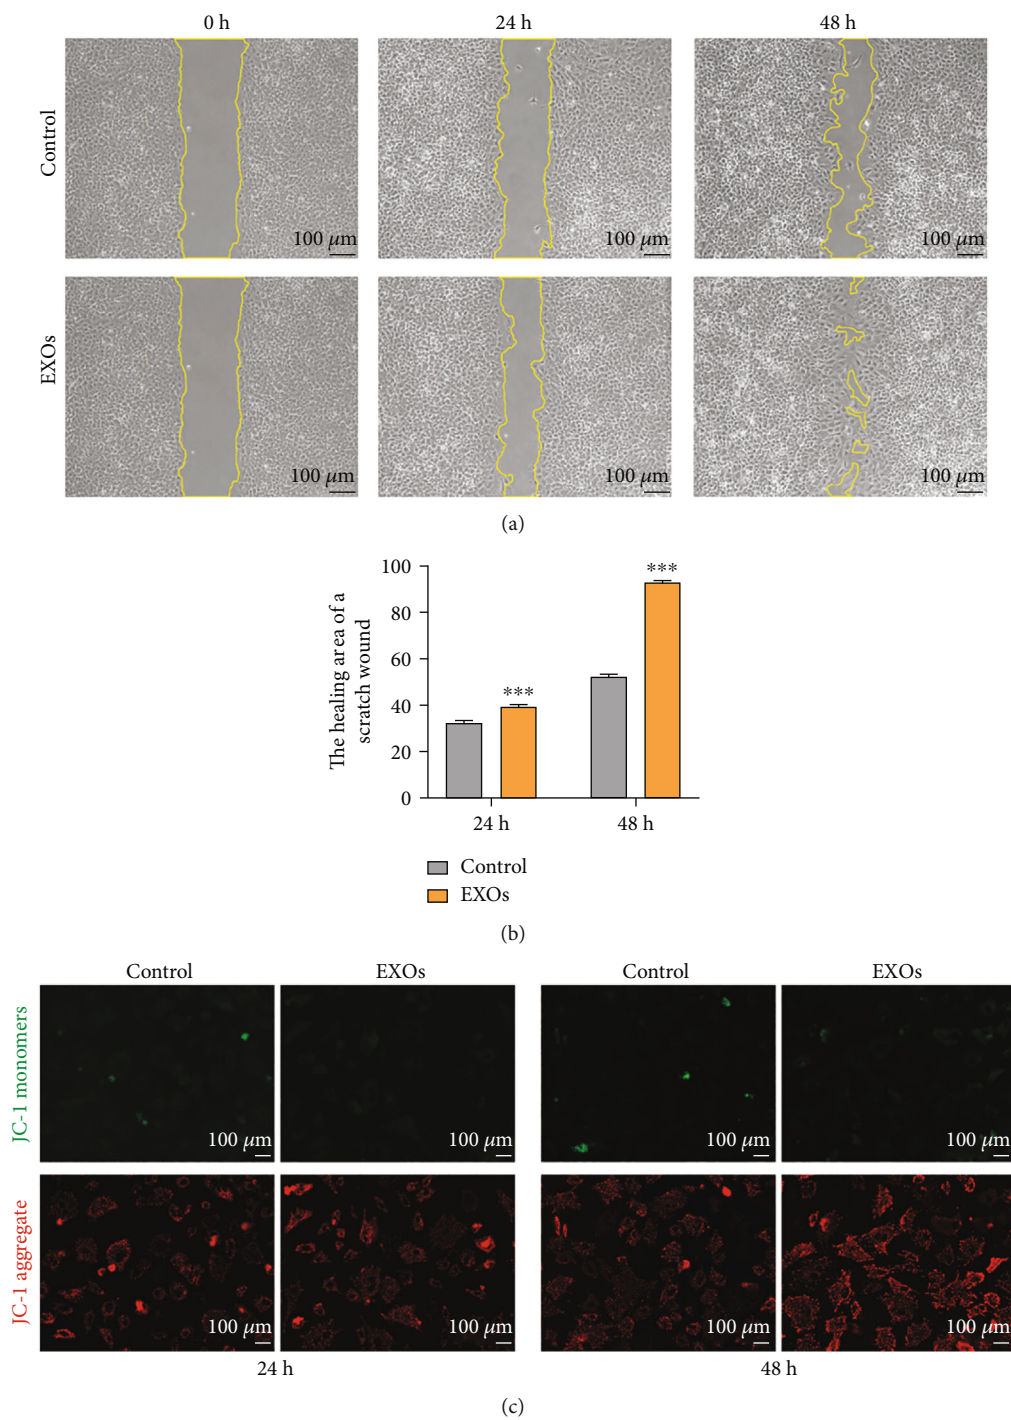 0 h
24 h
48 h
Control
100 µm
100 µm
100 µm
EXOs
100 µm
100 µm
100 µm
(a)
The healing area of a
scratch wound
100
80
60
40
20
0
***
***
24 h
48 h
Control
EXOs
(b)
Control
EXOs
Control
EXOs
JC-1 monomers
100 µm
100 µm
100 µm
100 µm
JC-1 aggregate
100 µm
100 µm
100 µm
100 µm
24 h
48 h
(c)